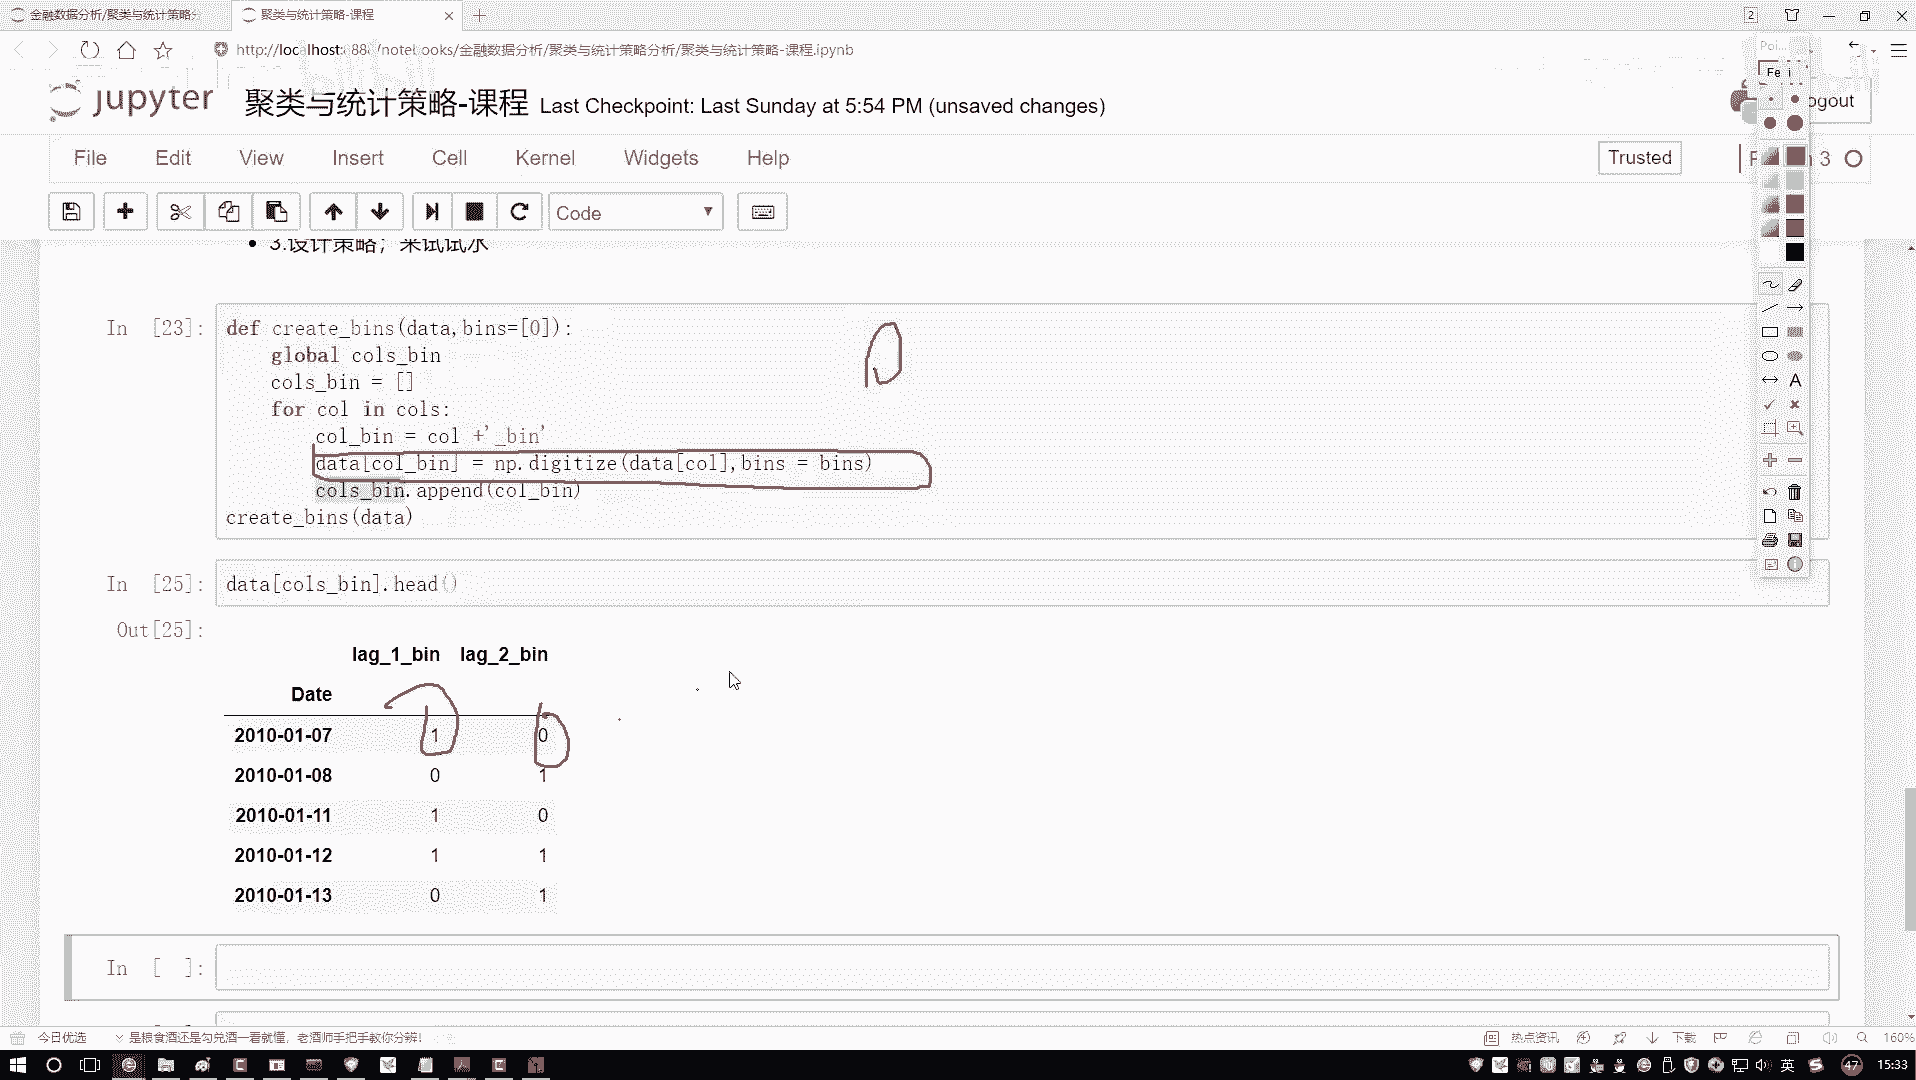 金融数据分析/聚类与统计策略分
聚类与统计策略-课程
2
http://localhost:888/notebooks/金融数据分析/聚类与统计策略分析/聚类与统计策略-课程.ipynb
jupyter 聚类与统计策略-课程 Last Checkpoint: Last Sunday at 5:54 PM (unsaved changes)
ogout
File Edit View Insert Cell Kernel Widgets Help
Trusted
3
Code
3.设计策略，来试试水
In [23]:
def create_bins(data,bins=[0]):
global cols_bin
cols_bin = []
for col in cols:
col_bin = col +'_bin'
data[col_bin] = np.digitize(data[col],bins = bins)
cols_bin.append(col_bin)
create_bins(data)
In [25]:
data[cols_bin].head()
Out[25]:
lag_1_bin lag_2_bin
Date
2010-01-07 1 0
2010-01-08 0 1
2010-01-11 1 0
2010-01-12 1 1
2010-01-13 0 1
In [ ]:
今日优选
是粮食酒还是勾兑酒一看就懂，老酒师手把手教你分辨！
热点资讯
下载
160%
英
47
15:33